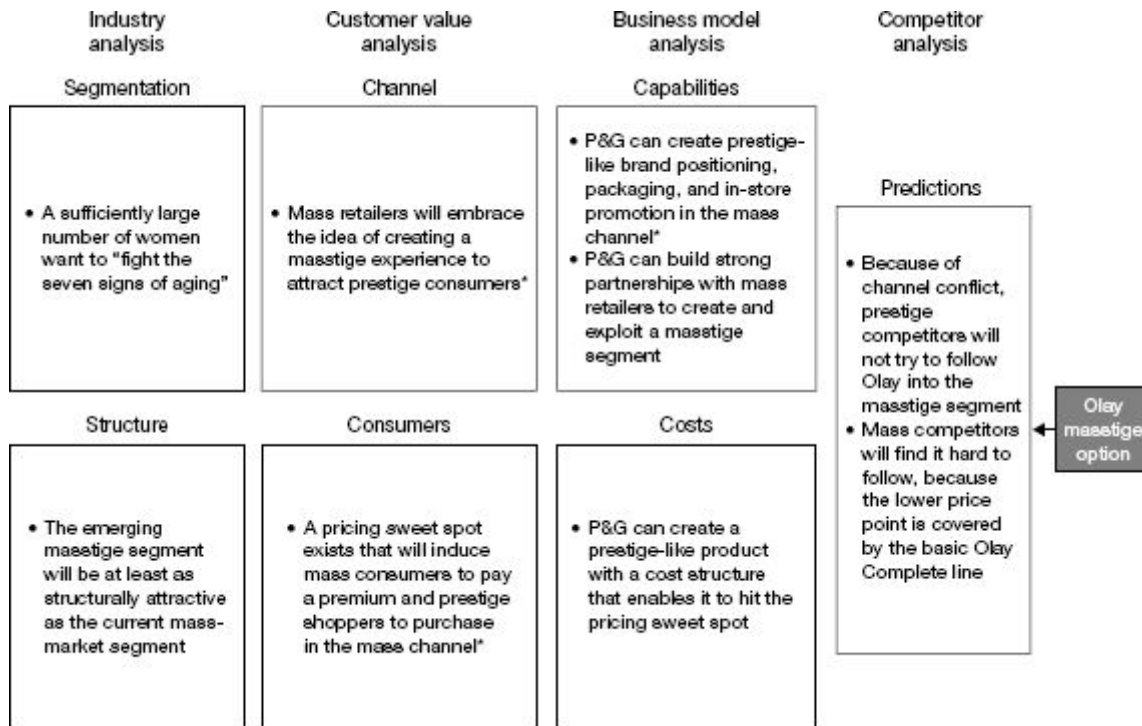 Industry
analysis
Customer value
analysis
Business model
analysis
Competitor
analysis
Segmentation
• A sufficiently large
number of women
want to "fight the
seven signs of aging"
Channel
• Mass retailers will embrace
the idea of creating a
masstige experience to
attract prestige consumers*
Capabilities
• P&G can create prestige-
like brand positioning,
packaging, and in-store
promotion in the mass
channel*
• P&G can build strong
partnerships with mass
retailers to create and
exploit a masstige
segment
Predictions
• Because of
channel conflict,
prestige
competitors will
not try to follow
Olay into the
masstige segment
• Mass competitors
will find it hard to
follow, because
the lower price
point is covered
by the basic Olay
Complete line
Olay
masstige
option
Structure
• The emerging
masstige segment
will be at least as
structurally attractive
as the current mass-
market segment
Consumers
• A pricing sweet spot
exists that will induce
mass consumers to pay
a premium and prestige
shoppers to purchase
in the mass channel*
Costs
• P&G can create a
prestige-like product
with a cost structure
that enables it to hit the
pricing sweet spot